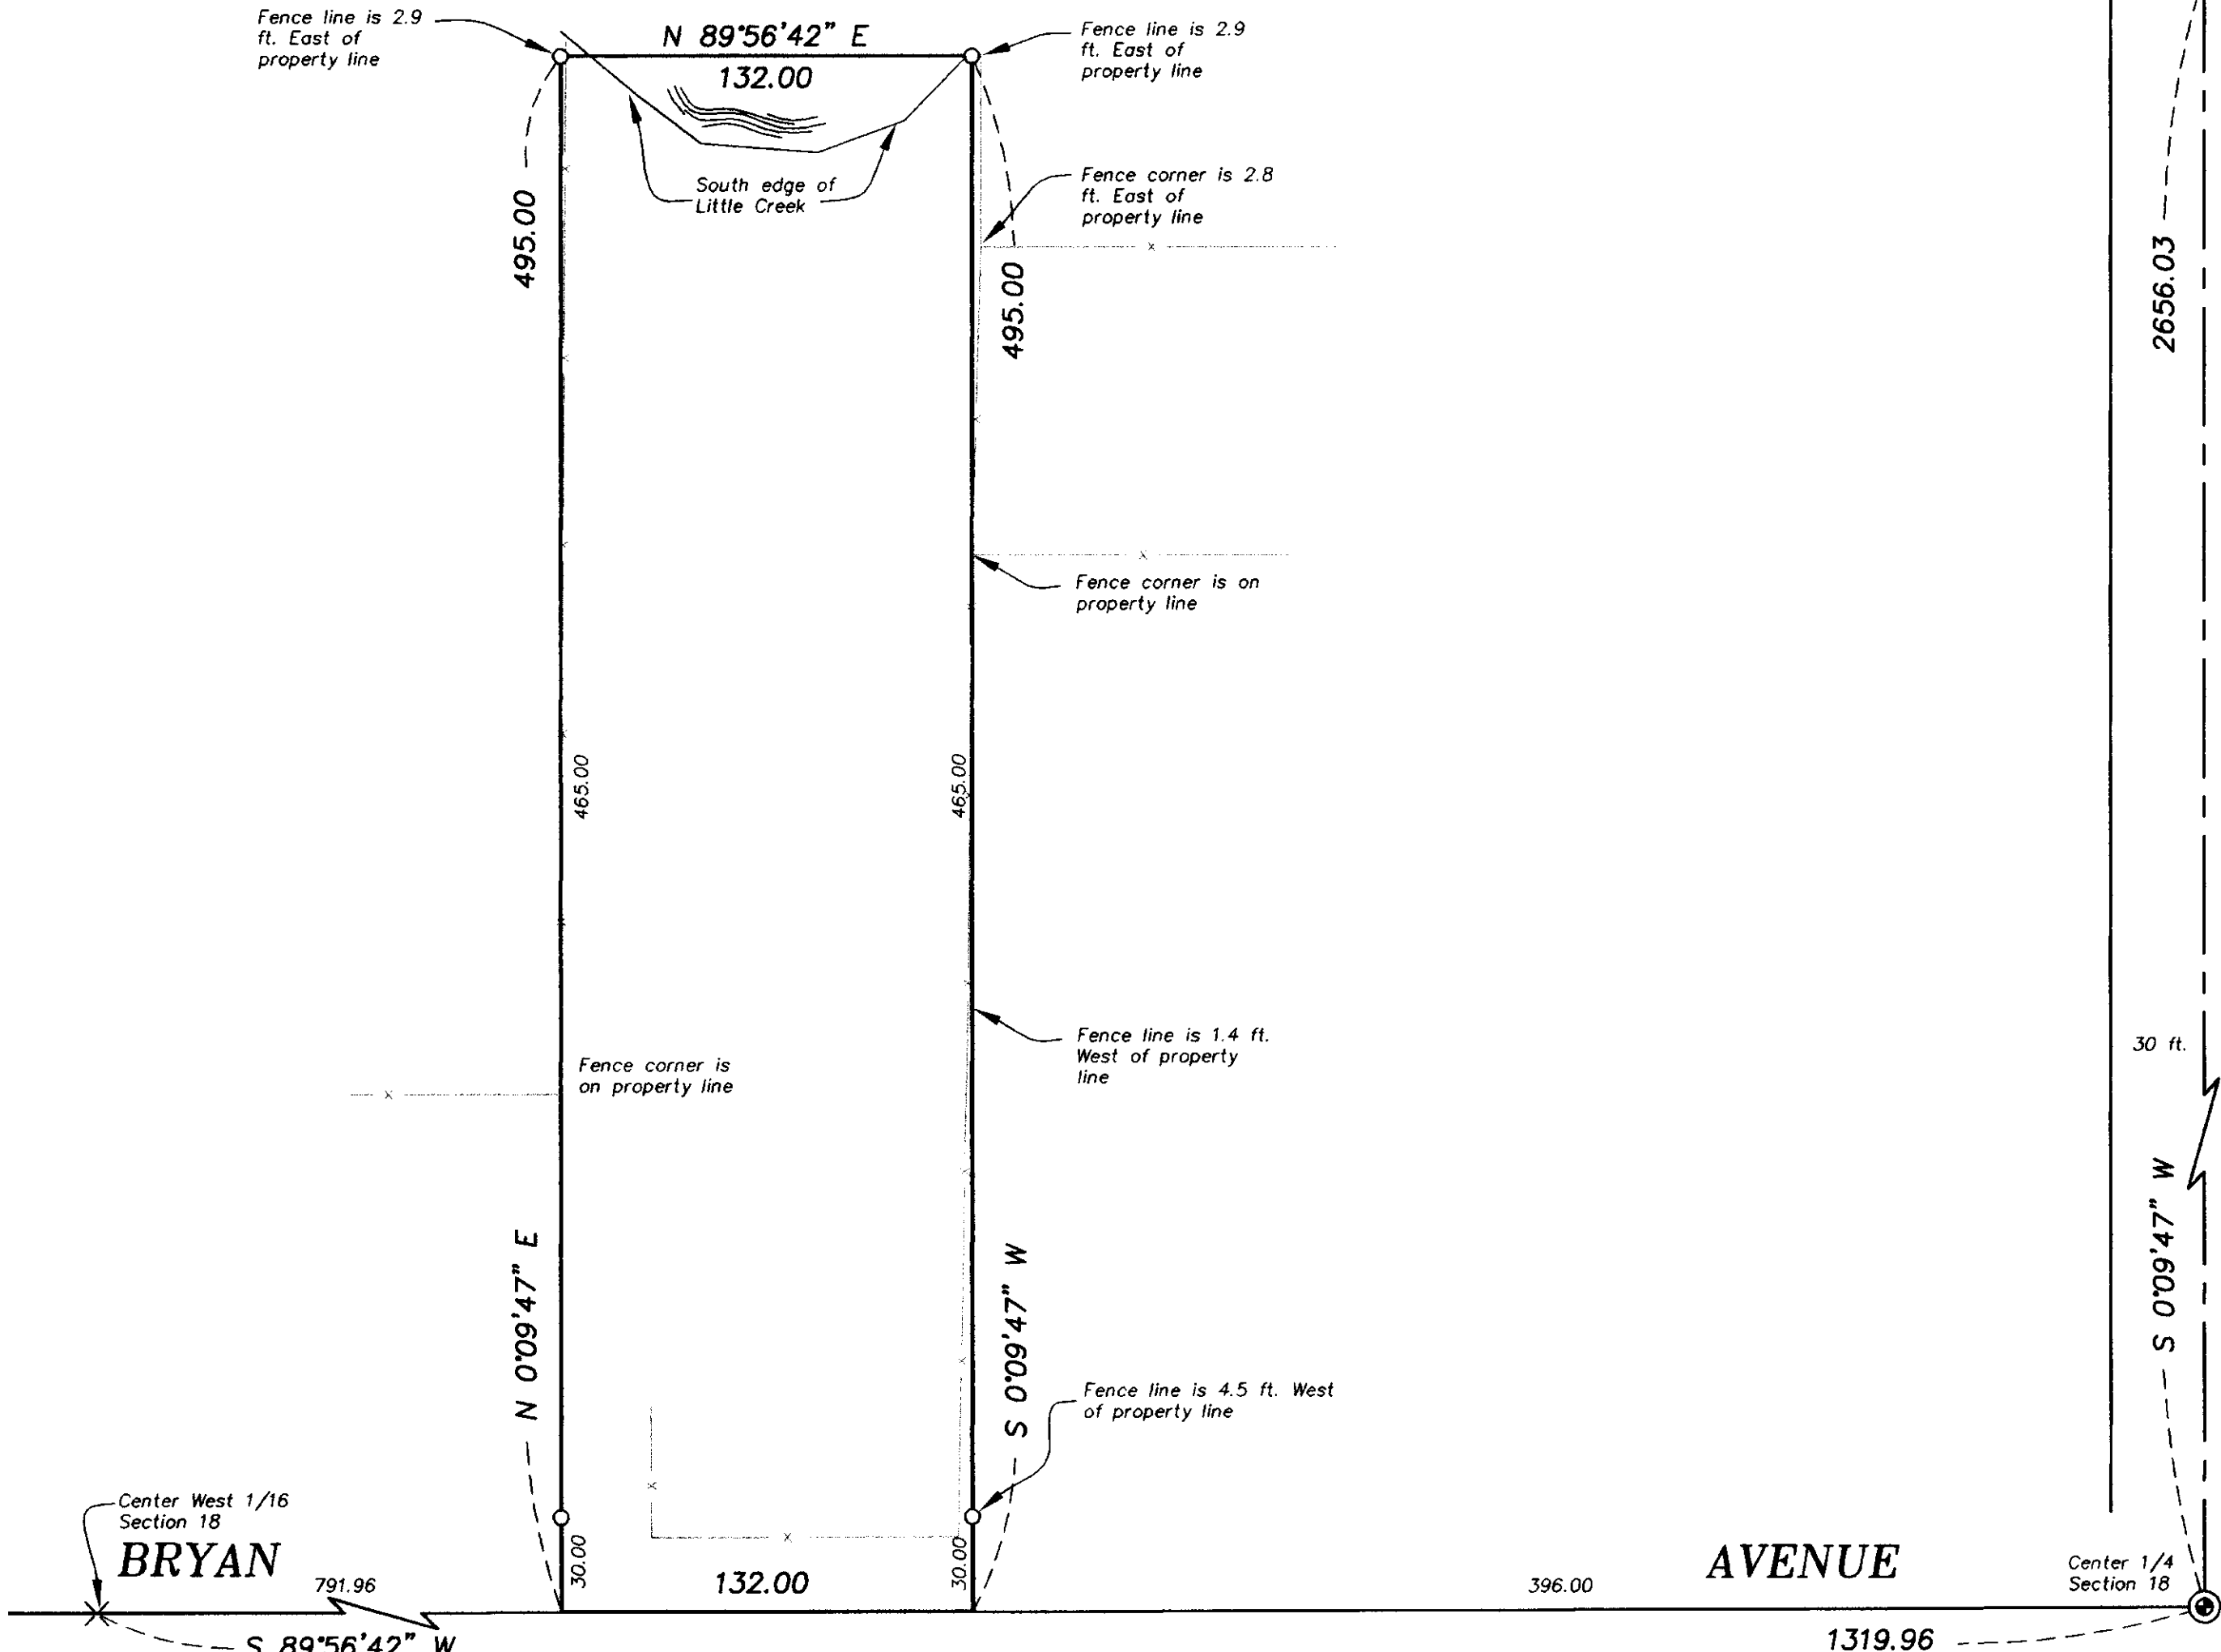 Fence line is 2.9
ft. East of
property line
N 89°56'42" E
132.00
Fence line is 2.9
ft. East of
property line
South edge of
Little Creek
Fence corner is 2.8
ft. East of
property line
495.00
495.00
2656.03
Fence corner is on
property line
465.00
465.00
Fence line is 1.4 ft.
West of property
line
30 ft.
Fence corner is
on property line
N 0°09'47" E
S 0°09'47" W
S 0°09'47" W
Fence line is 4.5 ft. West
of property line
Center West 1/16
Section 18
BRYAN
AVENUE
Center 1/4
Section 18
791.96
30.00
132.00
30.00
396.00
S 89°56'42" W
1319.96